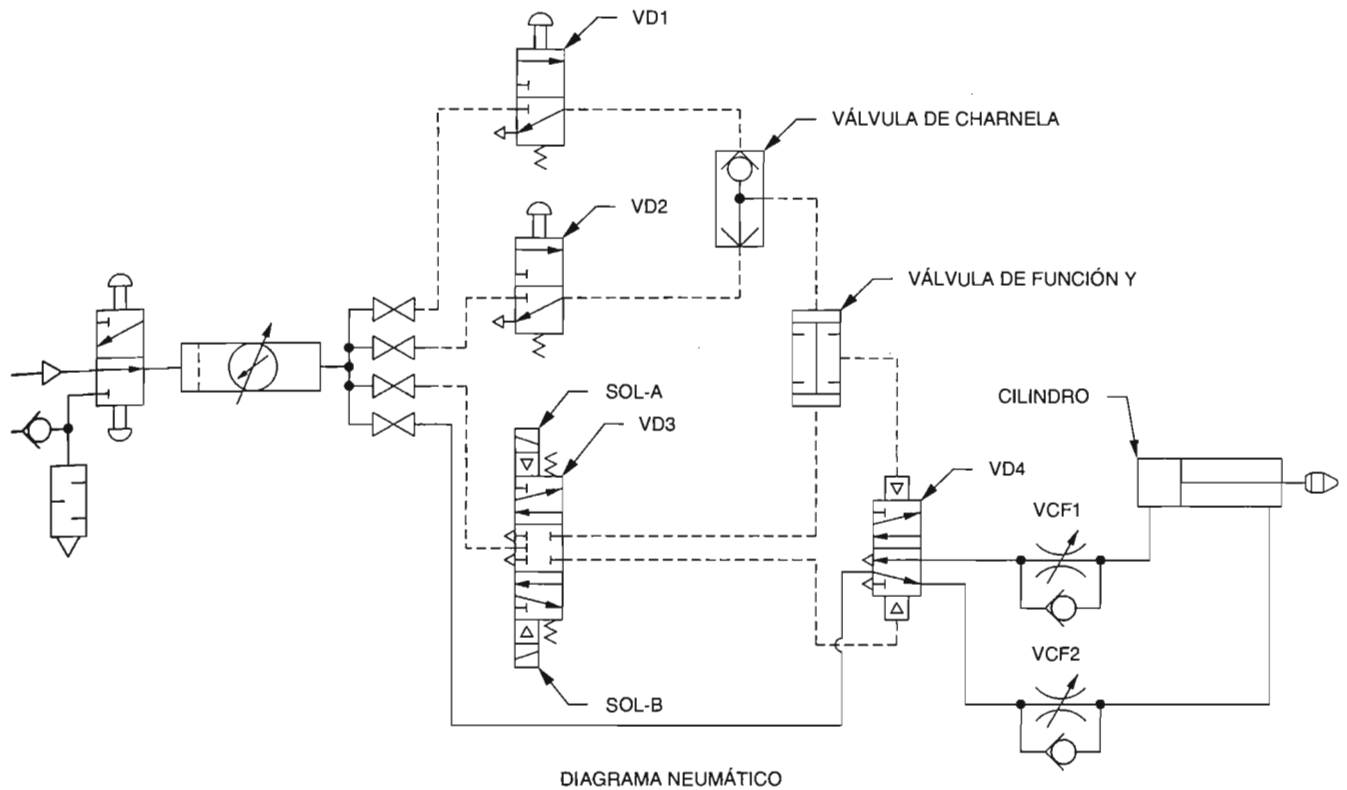 VD1
VÁLVULA DE CHARNELA
VD2
VÁLVULA DE FUNCIÓN Y
SOL-A
VD3
CILINDRO
VD4
VCF1
VCF2
SOL-B
DIAGRAMA NEUMÁTICO